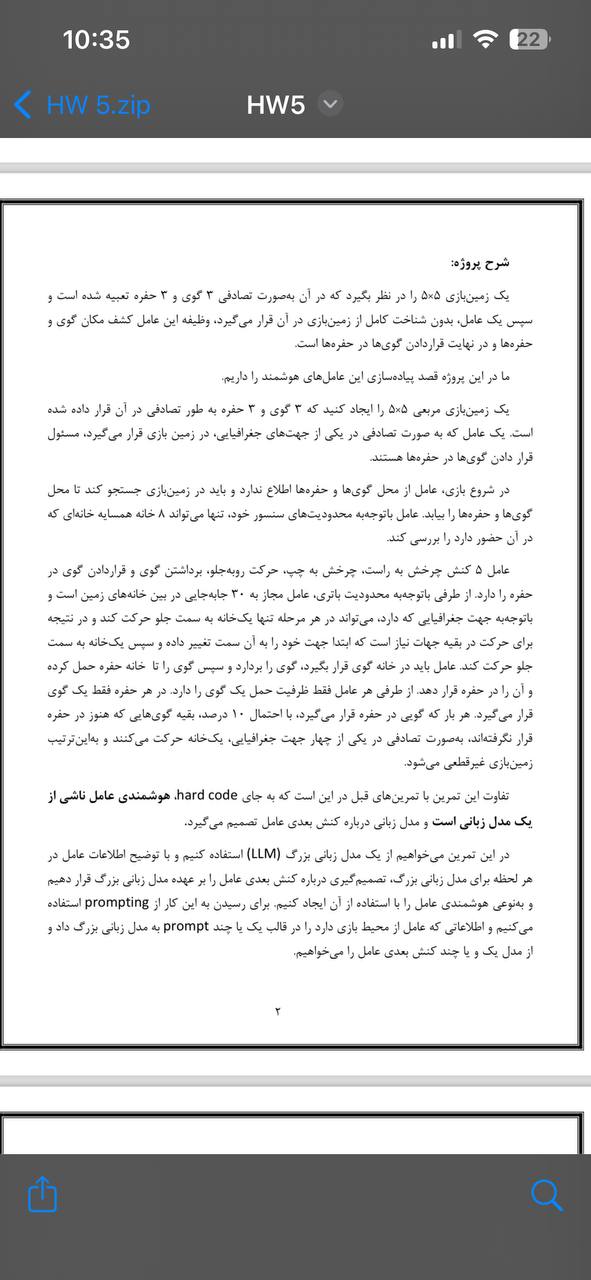 10:35
22
HW 5.zip
HW5
شرح پروژه:
یک زمین‌بازی ۵×۵ را در نظر بگیرد که در آن به‌صورت تصادفی ۳ گوی و ۳ حفره تعبیه شده است و
سپس یک عامل، بدون شناخت کامل از زمین‌بازی در آن قرار می‌گیرد، وظیفه این عامل کشف مکان گوی و
حفره‌ها و در نهایت قراردادن گوی‌ها در حفره‌ها است.
ما در این پروژه قصد پیاده‌سازی این عامل‌های هوشمند را داریم.
یک زمین‌بازی مربعی ۵×۵ را ایجاد کنید که ۳ گوی و ۳ حفره به طور تصادفی در آن قرار داده شده
است. یک عامل که به صورت تصادفی در یکی از جهت‌های جغرافیایی، در زمین بازی قرار می‌گیرد، مسئول
قرار دادن گوی‌ها در حفره‌ها هستند.
در شروع بازی، عامل از محل گوی‌ها و حفره‌ها اطلاع ندارد و باید در زمین‌بازی جستجو کند تا محل
گوی‌ها و حفره‌ها را بیابد. عامل باتوجه‌به محدودیت‌های سنسور خود، تنها می‌تواند ۸ خانه همسایه خانه‌ای که
در آن حضور دارد را بررسی کند.
عامل ۵ کنش چرخش به راست، چرخش به چپ، حرکت روبه‌جلو، برداشتن گوی و قراردادن گوی در
حفره را دارد. از طرفی باتوجه‌به محدودیت باتری، عامل مجاز به ۳۰ جابه‌جایی در بین خانه‌های زمین است و
باتوجه‌به جهت جغرافیایی که دارد، می‌تواند در هر مرحله تنها یک‌خانه به سمت جلو حرکت کند و در نتیجه
برای حرکت در بقیه جهات نیاز است که ابتدا جهت خود را به آن سمت تغییر داده و سپس یک‌خانه به سمت
جلو حرکت کند. عامل باید در خانه گوی قرار بگیرد، گوی را بردارد و سپس گوی را تا خانه حفره حمل کرده
و آن را در حفره قرار دهد. از طرفی هر عامل فقط ظرفیت حمل یک گوی را دارد. در هر حفره فقط یک گوی
قرار می‌گیرد. هر بار که گویی در حفره قرار می‌گیرد، با احتمال ۱۰ درصد، بقیه گوی‌هایی که هنوز در حفره
قرار نگرفته‌اند، به‌صورت تصادفی در یکی از چهار جهت جغرافیایی، یک‌خانه حرکت می‌کنند و به‌این‌ترتیب
زمین‌بازی غیرقطعی می‌شود.
تفاوت این تمرین با تمرین‌های قبل در این است که به جای hard code، هوشمندی عامل ناشی از
یک مدل زبانی است و مدل زبانی درباره کنش بعدی عامل تصمیم می‌گیرد.
در این تمرین می‌خواهیم از یک مدل زبانی بزرگ (LLM) استفاده کنیم و با توضیح اطلاعات عامل در
هر لحظه برای مدل زبانی بزرگ، تصمیم‌گیری درباره کنش بعدی عامل را بر عهده مدل زبانی بزرگ قرار دهیم
و به‌نوعی هوشمندی عامل را با استفاده از آن ایجاد کنیم. برای رسیدن به این کار از prompting استفاده
می‌کنیم و اطلاعاتی که عامل از محیط بازی دارد را در قالب یک یا چند prompt به مدل زبانی بزرگ داد و
از مدل یک و یا چند کنش بعدی عامل را می‌خواهیم.
۲